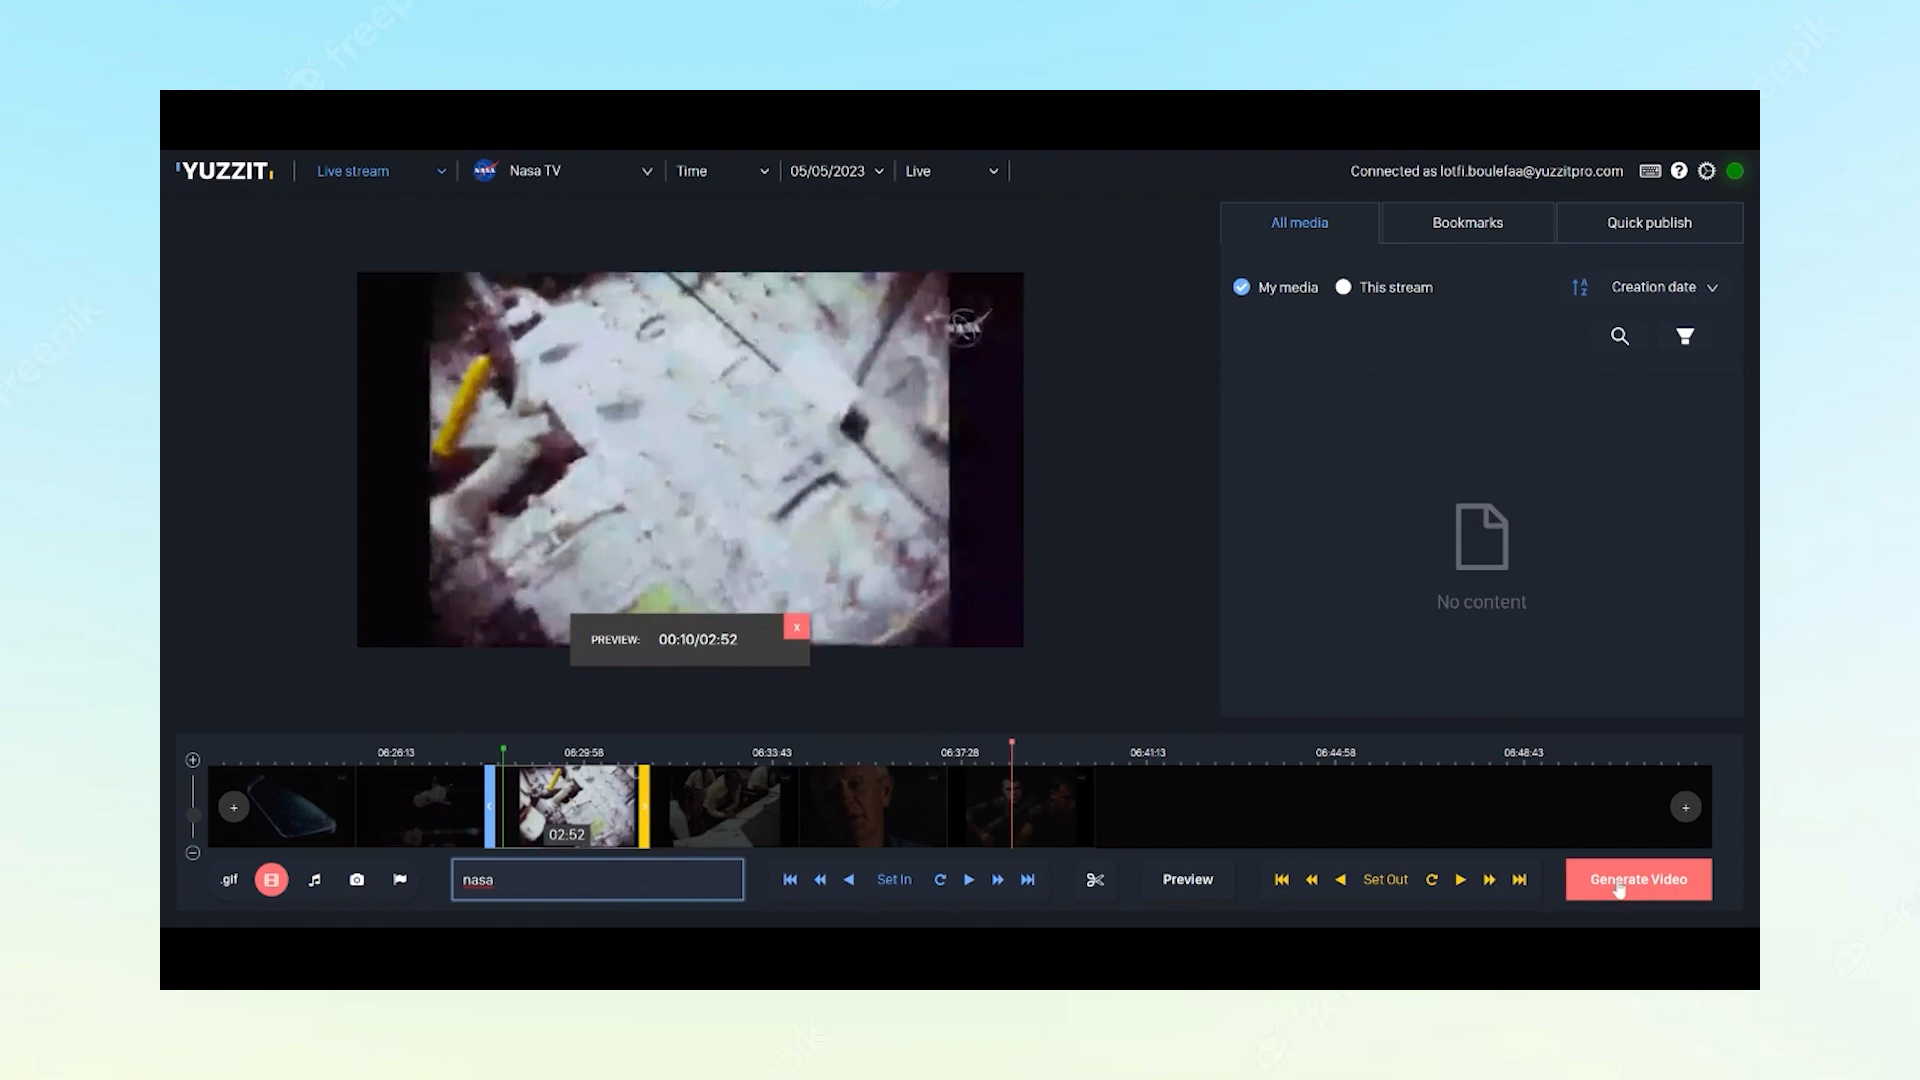 YUZZIT
Live stream
Nasa TV
Time
05/05/2023
Live
Connected as lotfi.boulefaa@yuzzitpro.com
All media
Bookmarks
Quick publish
My media
This stream
Creation date
No content
PREVIEW: 00:10/02:52
x
06:26:13
06:29:58
06:33:43
06:37:28
06:41:13
06:44:58
06:48:43
02:52
.gif
nasa
Set In
Preview
Set Out
Generate Video
freepik
freepik